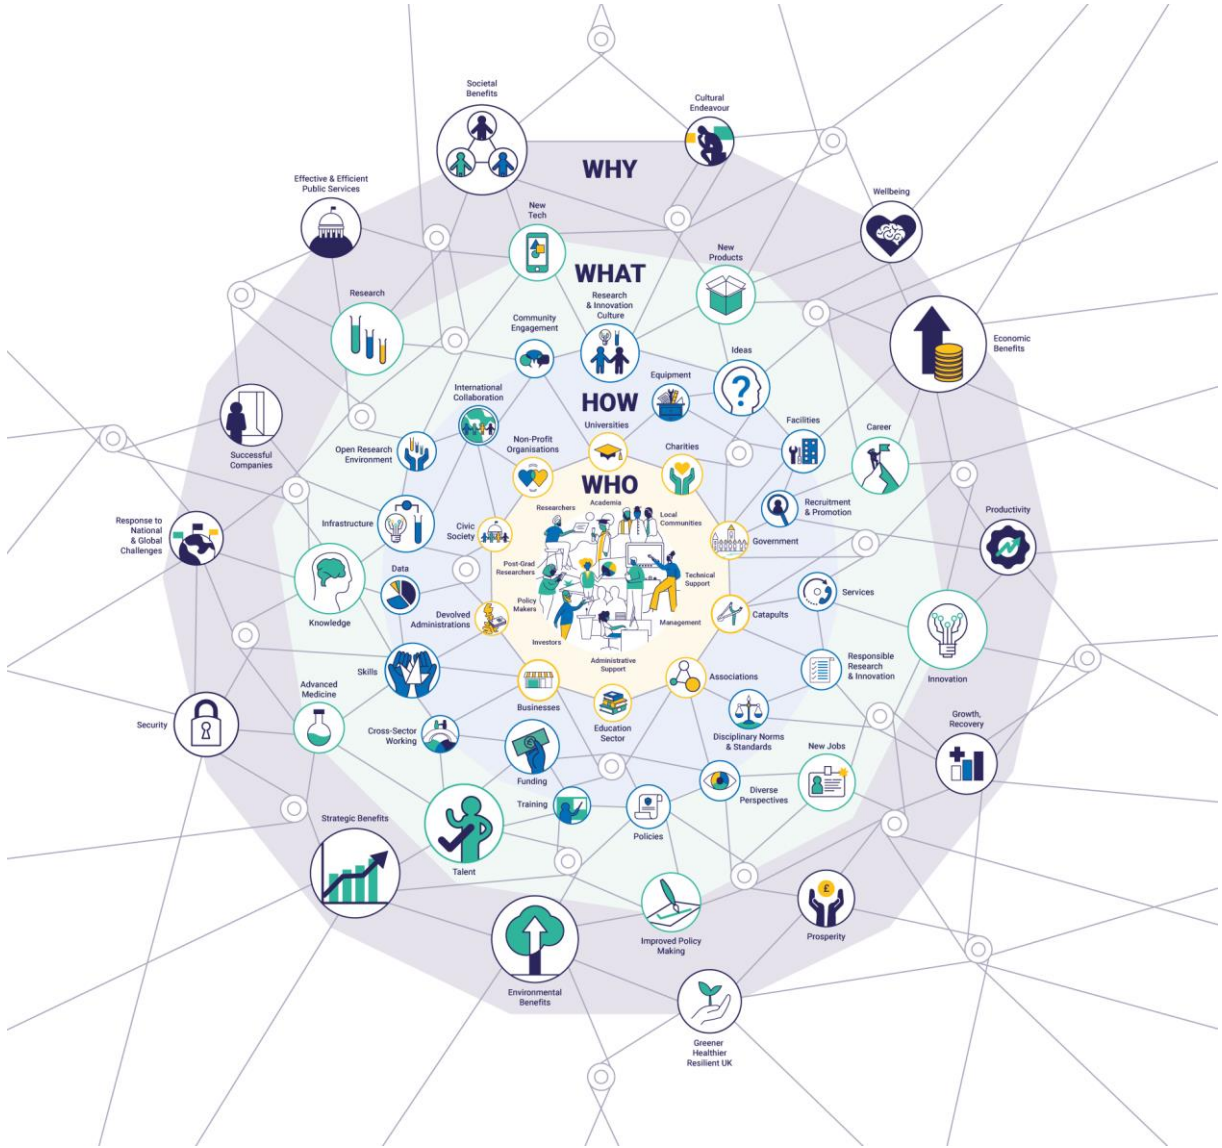 Societal
Benefits
Cultural
Endeavour
WHY
Effective & Efficient
Public Services
Wellbeing
New
Tech
New
Products
WHAT
Research
Research
& Innovation
Culture
Community
Engagement
Economic
Benefits
Ideas
Equipment
International
Collaboration
HOW
Universities
Facilities
Career
Non-Profit
Organisations
Charities
Open Research
Environment
Successful
Companies
WHO
Academia
Researchers
Local
Communities
Recruitment
& Promotion
Productivity
Response to
National
& Global
Challenges
Infrastructure
Civic
Society
Government
Post-Grad
Researchers
Technical
Support
Data
Services
Policy
Makers
Devolved
Administrations
Catapults
Knowledge
Management
Investors
Administrative
Support
Skills
Responsible
Research
& Innovation
Innovation
Associations
Advanced
Medicine
Businesses
Security
Education
Sector
Cross-Sector
Working
Disciplinary Norms
& Standards
Growth,
Recovery
New Jobs
Funding
Diverse
Perspectives
Training
Strategic Benefits
Policies
Talent
£
Prosperity
Improved Policy
Making
Environmental
Benefits
Greener
Healthier
Resilient UK